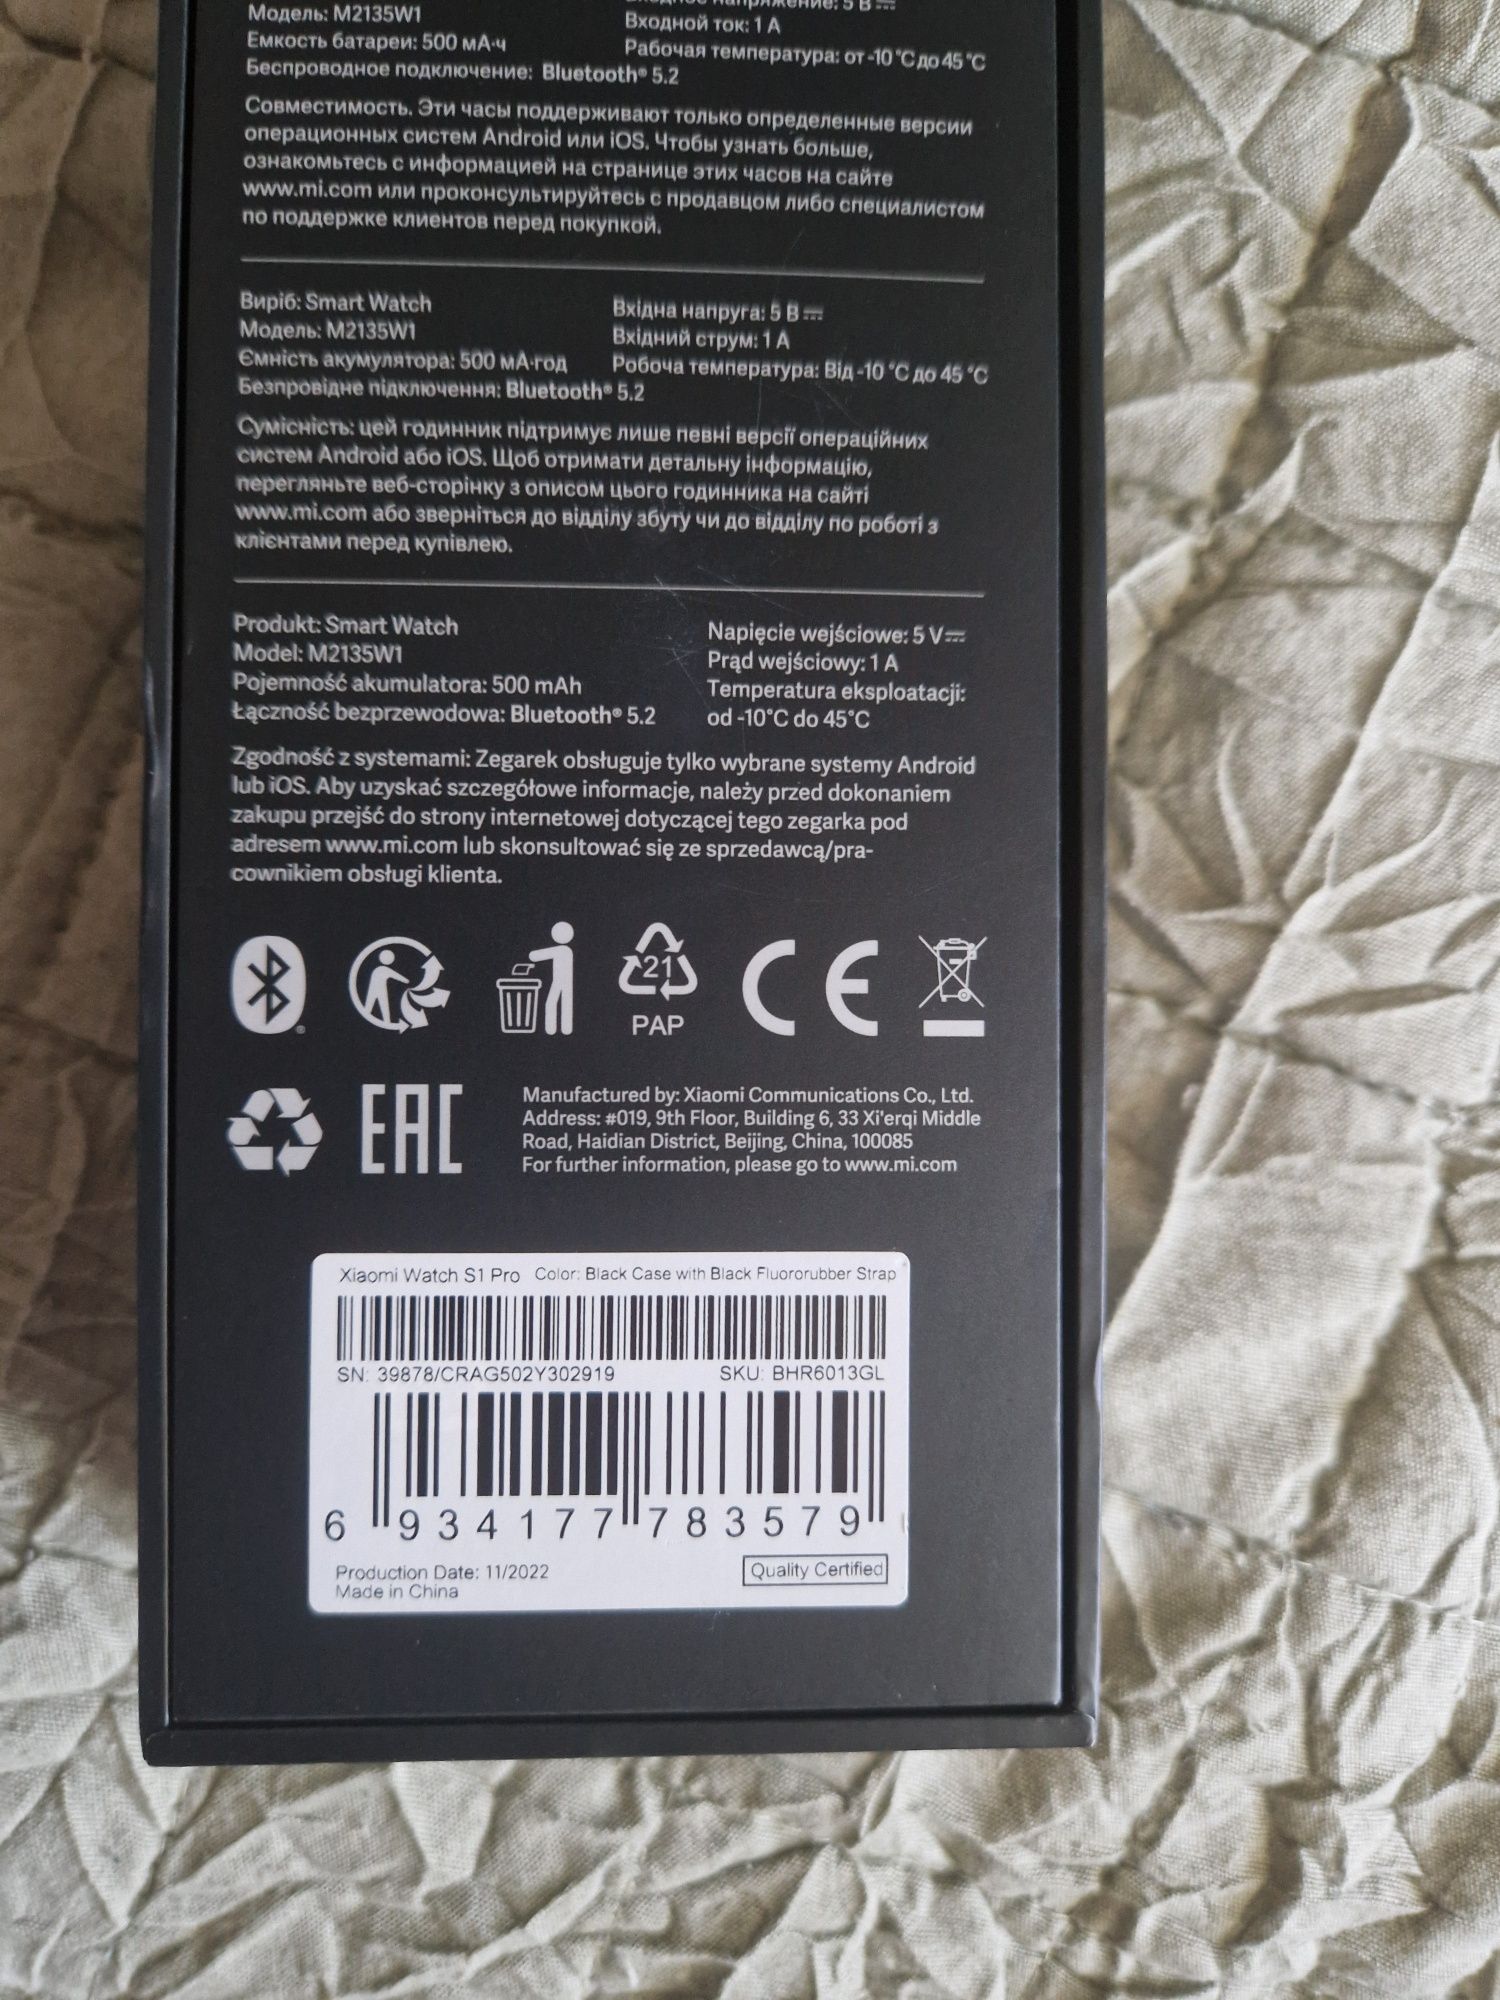 Модель: M2135W1
Входной ток: 1 А
Емкость батареи: 500 мА·ч
Рабочая температура: от -10 °C до 45 °C
Беспроводное подключение: Bluetooth® 5.2
Совместимость. Эти часы поддерживают только определенные версии
операционных систем Android или iOS. Чтобы узнать больше,
ознакомьтесь с информацией на странице этих часов на сайте
www.mi.com или проконсультируйтесь с продавцом либо специалистом
по поддержке клиентов перед покупкой.
Виріб: Smart Watch
Модель: M2135W1
Ємність акумулятора: 500 мА·год
Безпровідне підключення: Bluetooth® 5.2
Вхідна напруга: 5 В ⎓
Вхідний струм: 1 А
Робоча температура: Від -10 °C до 45 °C
Сумісність: цей годинник підтримує лише певні версії операційних
систем Android або iOS. Щоб отримати детальну інформацію,
перегляньте веб-сторінку з описом цього годинника на сайті
www.mi.com або зверніться до відділу збуту чи до відділу по роботі з
клієнтами перед купівлею.
Produkt: Smart Watch
Model: M2135W1
Pojemność akumulatora: 500 mAh
Łączność bezprzewodowa: Bluetooth® 5.2
Napięcie wejściowe: 5 V⎓
Prąd wejściowy: 1 A
Temperatura eksploatacji:
od -10°C do 45°C
Zgodność z systemami: Zegarek obsługuje tylko wybrane systemy Android
lub iOS. Aby uzyskać szczegółowe informacje, należy przed dokonaniem
zakupu przejść do strony internetowej dotyczącej tego zegarka pod
adresem www.mi.com lub skonsultować się ze sprzedawcą/pra-
cownikiem obsługi klienta.
21
PAP
CE
EAC
Manufactured by: Xiaomi Communications Co., Ltd.
Address: #019, 9th Floor, Building 6, 33 Xi'erqi Middle
Road, Haidian District, Beijing, China, 100085
For further information, please go to www.mi.com
Xiaomi Watch S1 Pro Color: Black Case with Black Fluororubber Strap
SN: 39878/CRAG502Y302919 SKU: BHR6013GL
6 934177 783579
Production Date: 11/2022
Made in China
Quality Certified